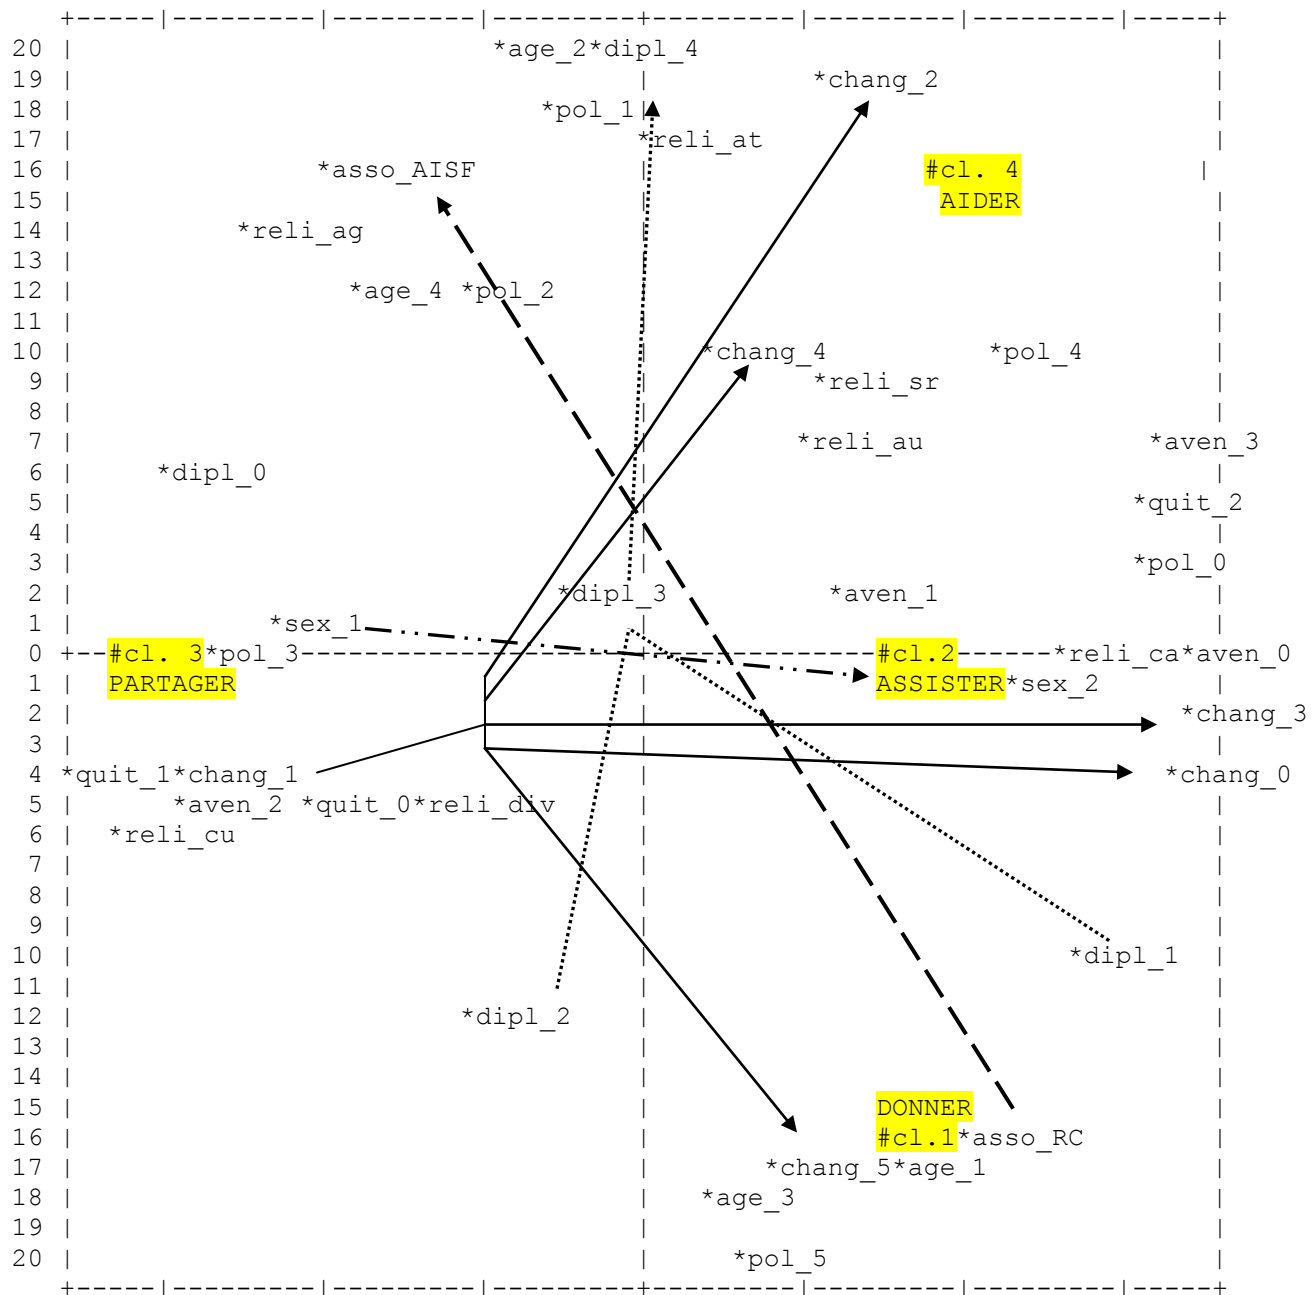 +-----|---------|---------|---------+---------|---------|---------|-----+
20 | *age_2*dipl_4 |
19 | | *chang_2 |
18 | *pol_1| |
17 | *reli_at |
16 | *asso_AISF | #cl. 4 |
15 | | AIDER |
14 | *reli_ag | |
13 | | |
12 | *age_4 *pol_2 | |
11 | | |
10 | | *chang_4 *pol_4 |
9 | | *reli_sr |
8 | | |
7 | | *reli_au *aven_3
6 | *dipl_0 | |
5 | | *quit_2 |
4 | | |
3 | | *pol_0
2 | *dipl_3 *aven_1 |
1 | *sex_1 | |
0 +--#cl. 3*pol_3---------------------+--------------#cl.2------*reli_ca*aven_0
1 | PARTAGER | ASSISTER*sex_2 |
2 | | *chang_3
3 | | |
4 *quit_1*chang_1 | *chang_0
5 | *aven_2 *quit_0*reli_div | |
6 | *reli_cu | |
7 | | |
8 | | |
9 | | |
10 | | *dipl_1 |
11 | | |
12 | *dipl_2 | |
13 | | |
14 | | |
15 | | DONNER |
16 | | #cl.1*asso_RC |
17 | | *chang_5*age_1 |
18 | | *age_3 |
19 | | |
20 | | *pol_5 |
+-----|---------|---------|---------+---------|---------|---------|-----+